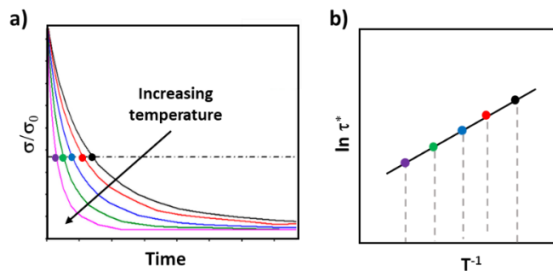 a)
σ/σ₀
Increasing
temperature
Time
b)
ln τ*
T⁻¹